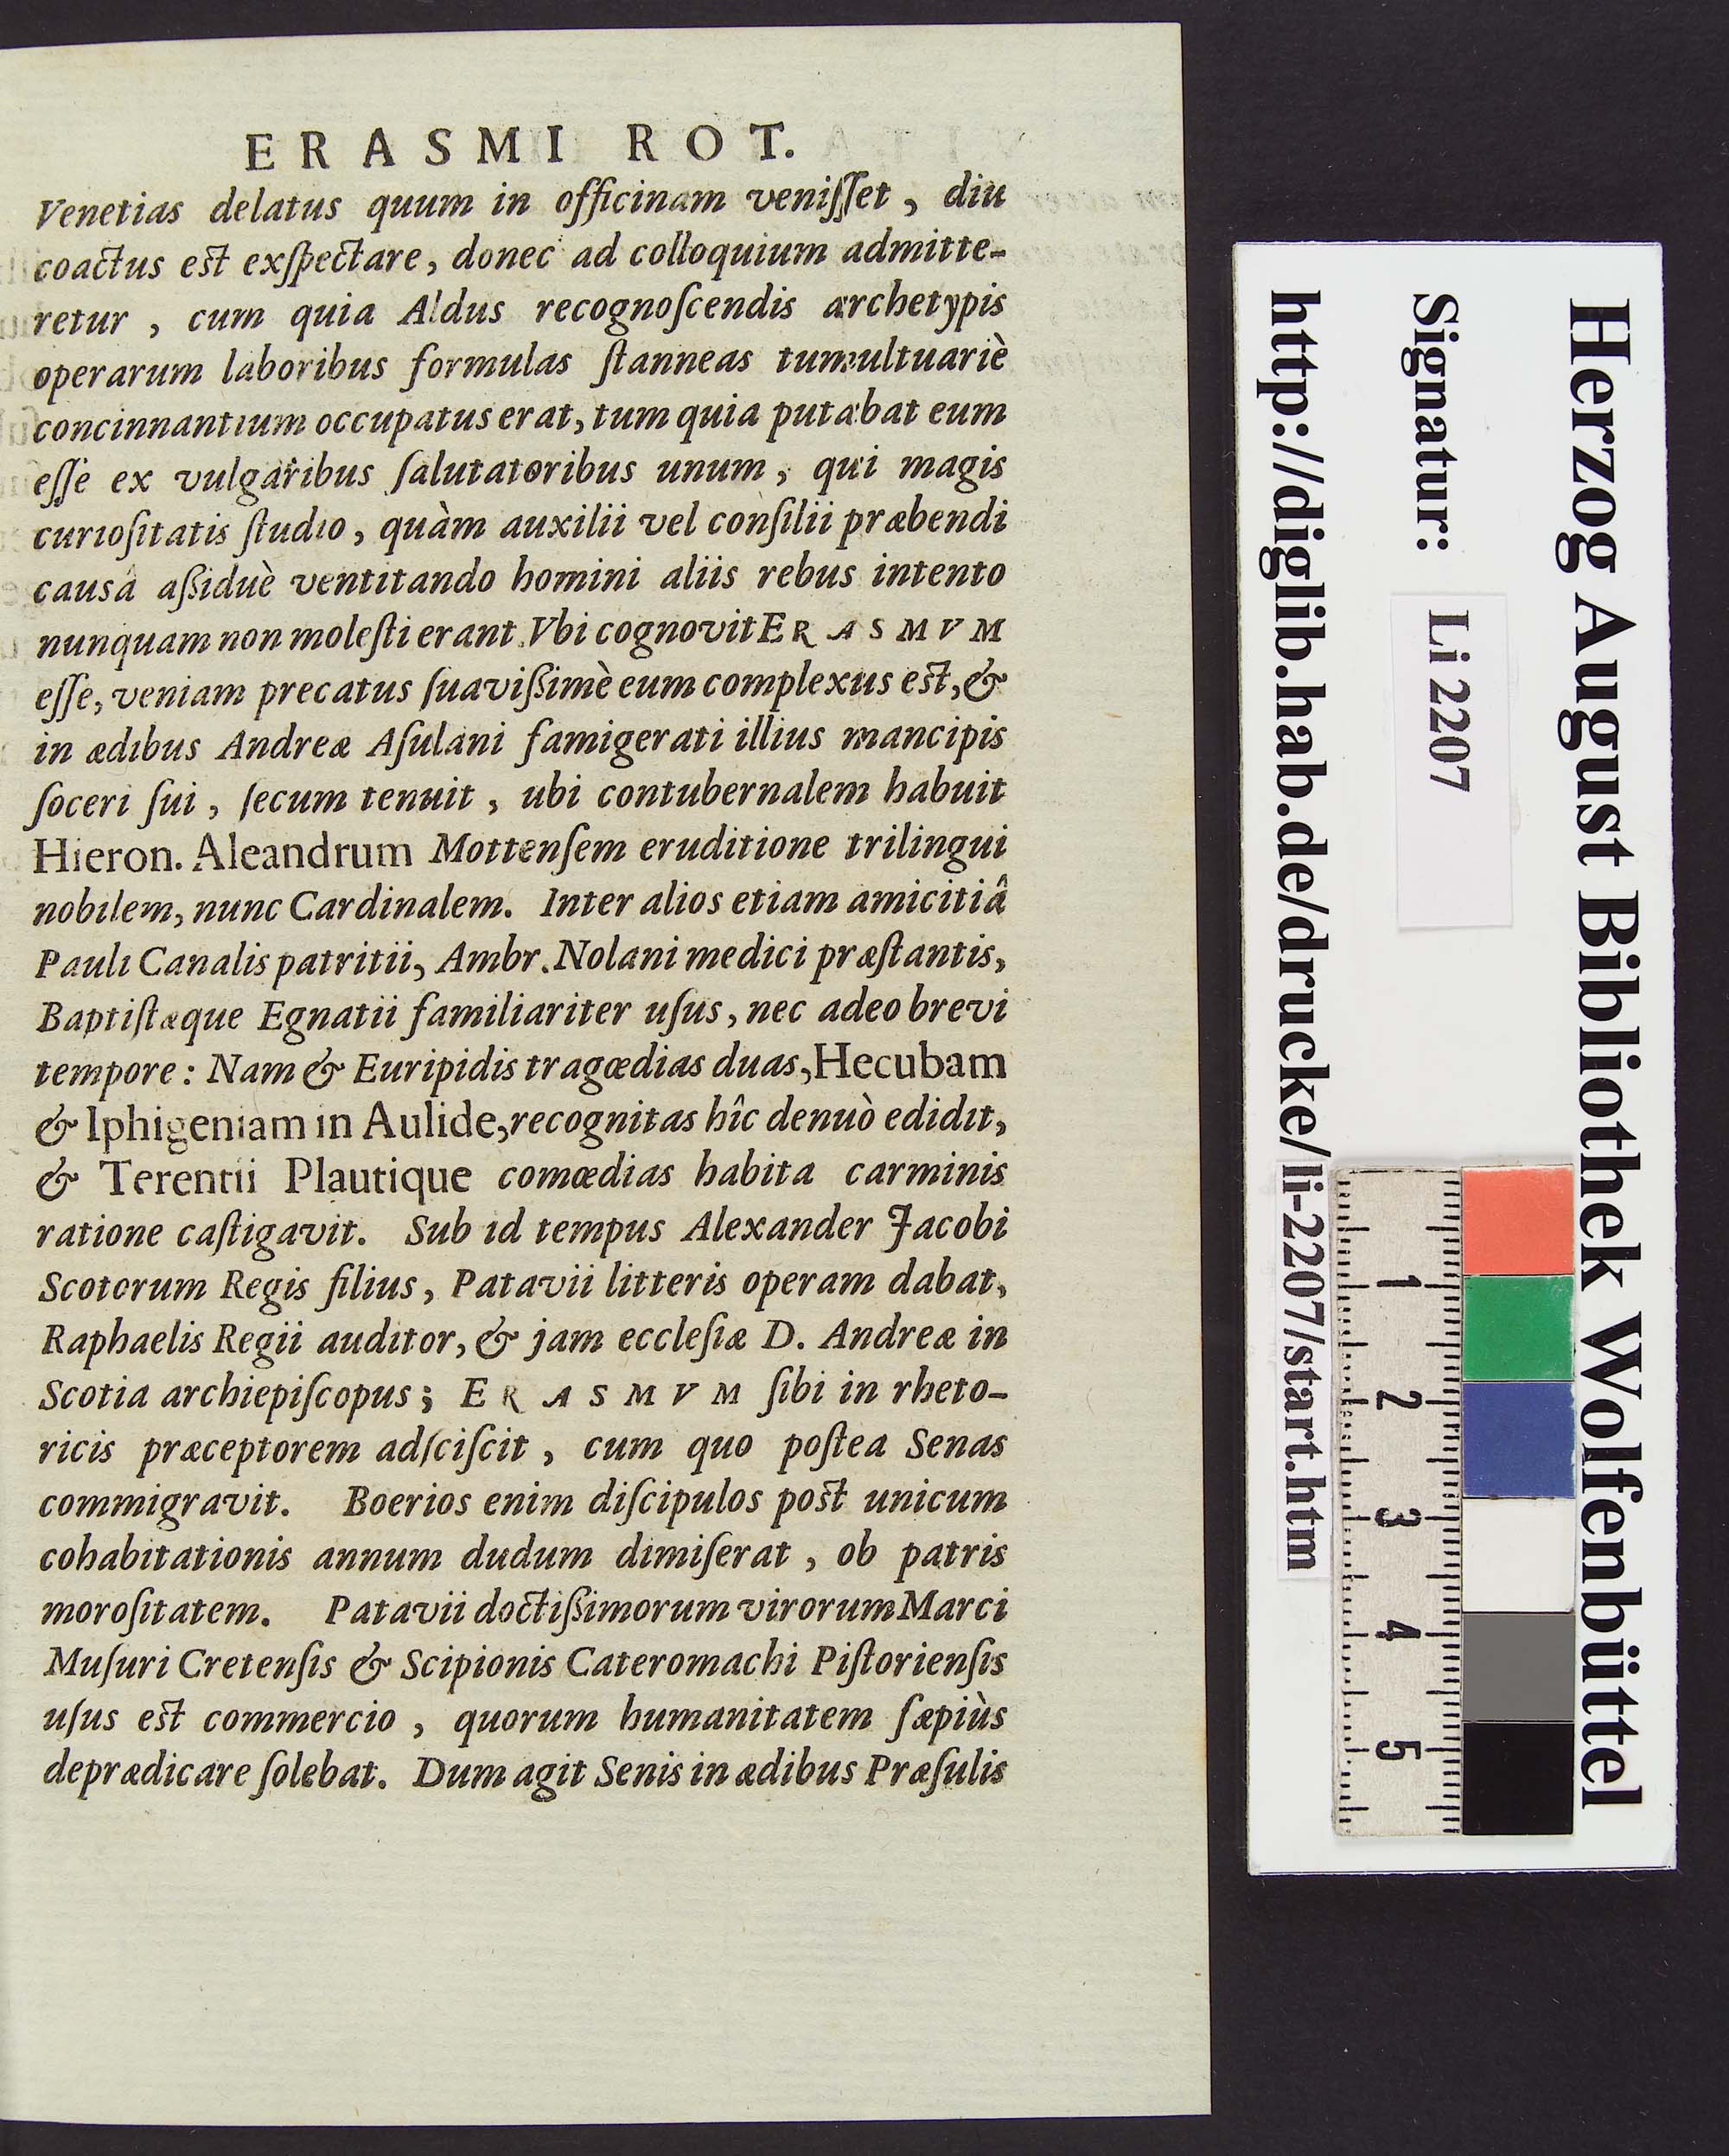 ERASMI ROT.
Venetias delatus quum in officinam veniſſet, diu
coactus est exſpectare, donec ad colloquium admitte-
retur, cum quia Aldus recognoſcendis archetypis
operarum laboribus formulas ſtanneas tumultuariè
concinnantium occupatus erat, tum quia putabat eum
eſſe ex vulgaribus ſalutatoribus unum, qui magis
curioſitatis ſtudio, quàm auxilii vel conſilii præbendi
causâ aßiduè ventitando homini aliis rebus intento
nunquam non moleſti erant. Vbi cognovit ERASMVM
eſſe, veniam precatus ſuavißimè eum complexus est, &
in ædibus Andreæ Aſulani famigerati illius mancipis
ſoceri ſui, ſecum tenuit, ubi contubernalem habuit
Hieron. Aleandrum Mottenſem eruditione trilingui
nobilem, nunc Cardinalem. Inter alios etiam amicitiâ
Pauli Canalis patritii, Ambr. Nolani medici præſtantis,
Baptiſtæque Egnatii familiariter uſus, nec adeo brevi
tempore: Nam & Euripidis tragœdias duas, Hecubam
& Iphigeniam in Aulide, recognitas hîc denuò edidit,
& Terentii Plautique comœdias habita carminis
ratione caſtigavit. Sub id tempus Alexander Jacobi
Scotorum Regis filius, Patavii litteris operam dabat,
Raphaelis Regii auditor, & jam eccleſiæ D. Andreæ in
Scotia archiepiſcopus; ERASMVM ſibi in rheto-
ricis præceptorem adſciſcit, cum quo poſtea Senas
commigravit. Boerios enim diſcipulos post unicum
cohabitationis annum dudum dimiſerat, ob patris
moroſitatem. Patavii doctißimorum virorum Marci
Muſuri Cretenſis & Scipionis Cateromachi Piſtorienſis
uſus est commercio, quorum humanitatem ſæpiùs
deprædicare ſolebat. Dum agit Senis in ædibus Præſulis
Herzog August Bibliothek Wolfenbüttel
Signatur: Li 2207
http://diglib.hab.de/drucke/li-2207/start.htm
1
2
3
4
5